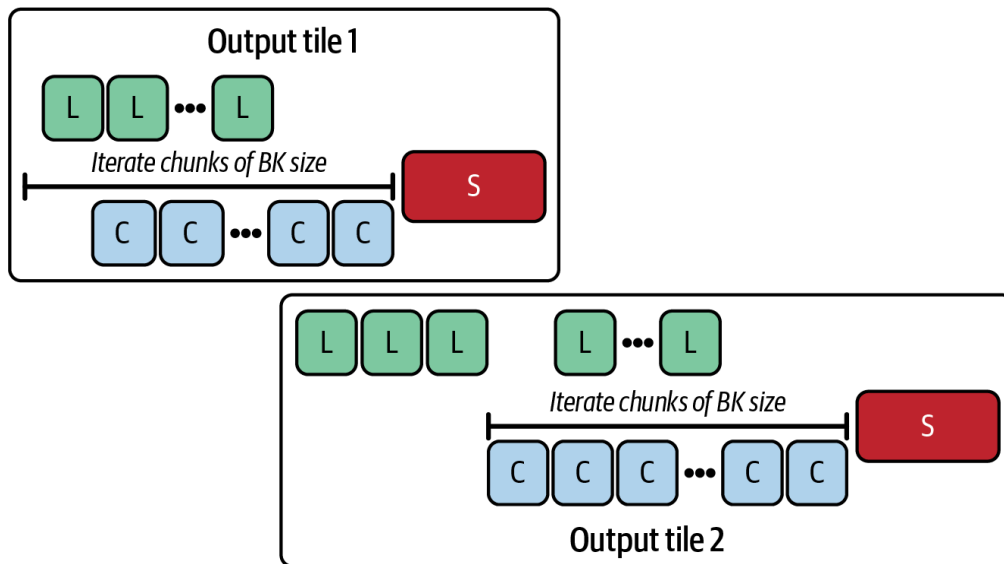 Output tile 1
L L ••• L
Iterate chunks of BK size
S
C C ••• C C
L L L L ••• L
Iterate chunks of BK size
S
C C C ••• C C
Output tile 2